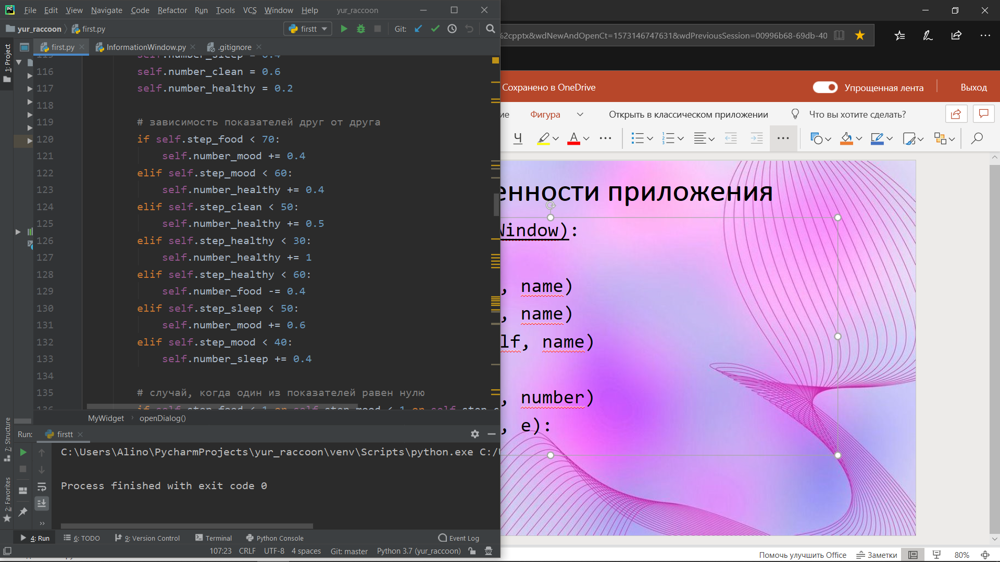 File Edit View Navigate Code Refactor Run Tools VCS Window Help yur_raccoon
yur_raccoon first.py firstt Git:
first.py InformationWindow.py .gitignore
1: Project
116 self.number_clean = 0.6
117 self.number_healthy = 0.2
118
119 # зависимость показателей друг от друга
120 if self.step_food < 70:
121 self.number_mood += 0.4
122 elif self.step_mood < 60:
123 self.number_healthy += 0.4
124 elif self.step_clean < 50:
125 self.number_healthy += 0.5
126 elif self.step_healthy < 30:
127 self.number_healthy += 1
128 elif self.step_healthy < 60:
129 self.number_food -= 0.4
130 elif self.step_sleep < 50:
131 self.number_mood += 0.6
132 elif self.step_mood < 40:
133 self.number_sleep += 0.4
134
135 # случай, когда один из показателей равен нулю
MyWidget openDialog()
7: Structure
2: Favorites
Run: firstt
C:\Users\Alino\PycharmProjects\yur_raccoon\venv\Scripts\python.exe C:/
Process finished with exit code 0
4: Run 6: TODO 9: Version Control Terminal Python Console Event Log
107:23 CRLF UTF-8 4 spaces Git: master Python 3.7 (yur_raccoon)
%2cpptx&wdNewAndOpenCt=1573146747631&wdPreviousSession=00996b68-69db-40
Сохранено в OneDrive Упрощенная лента Выход
ие Фигура Открыть в классическом приложении Что вы хотите сделать?
енности приложения
Window):
, name)
, name)
lf, name)
, number)
, e):
Помочь улучшить Office Заметки 80%